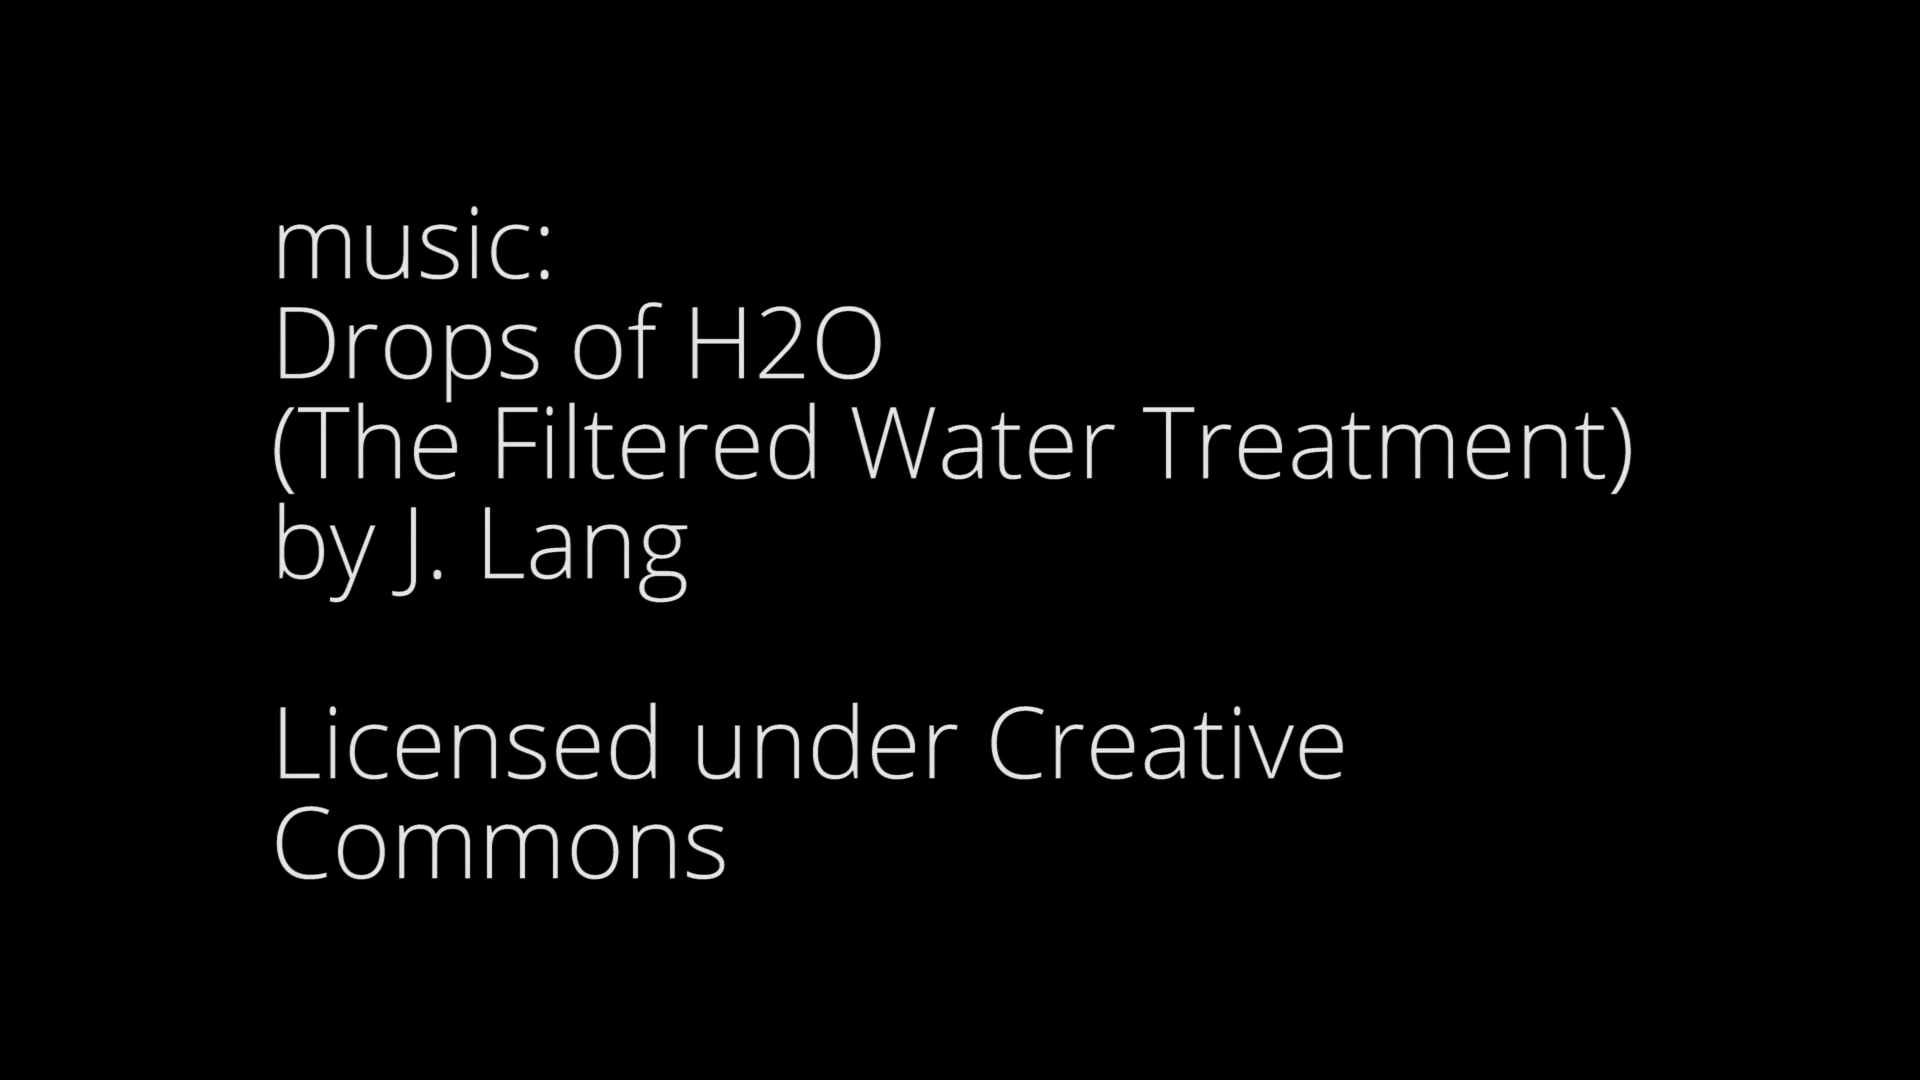 music:
Drops of H2O
(The Filtered Water Treatment)
by J. Lang
Licensed under Creative
Commons